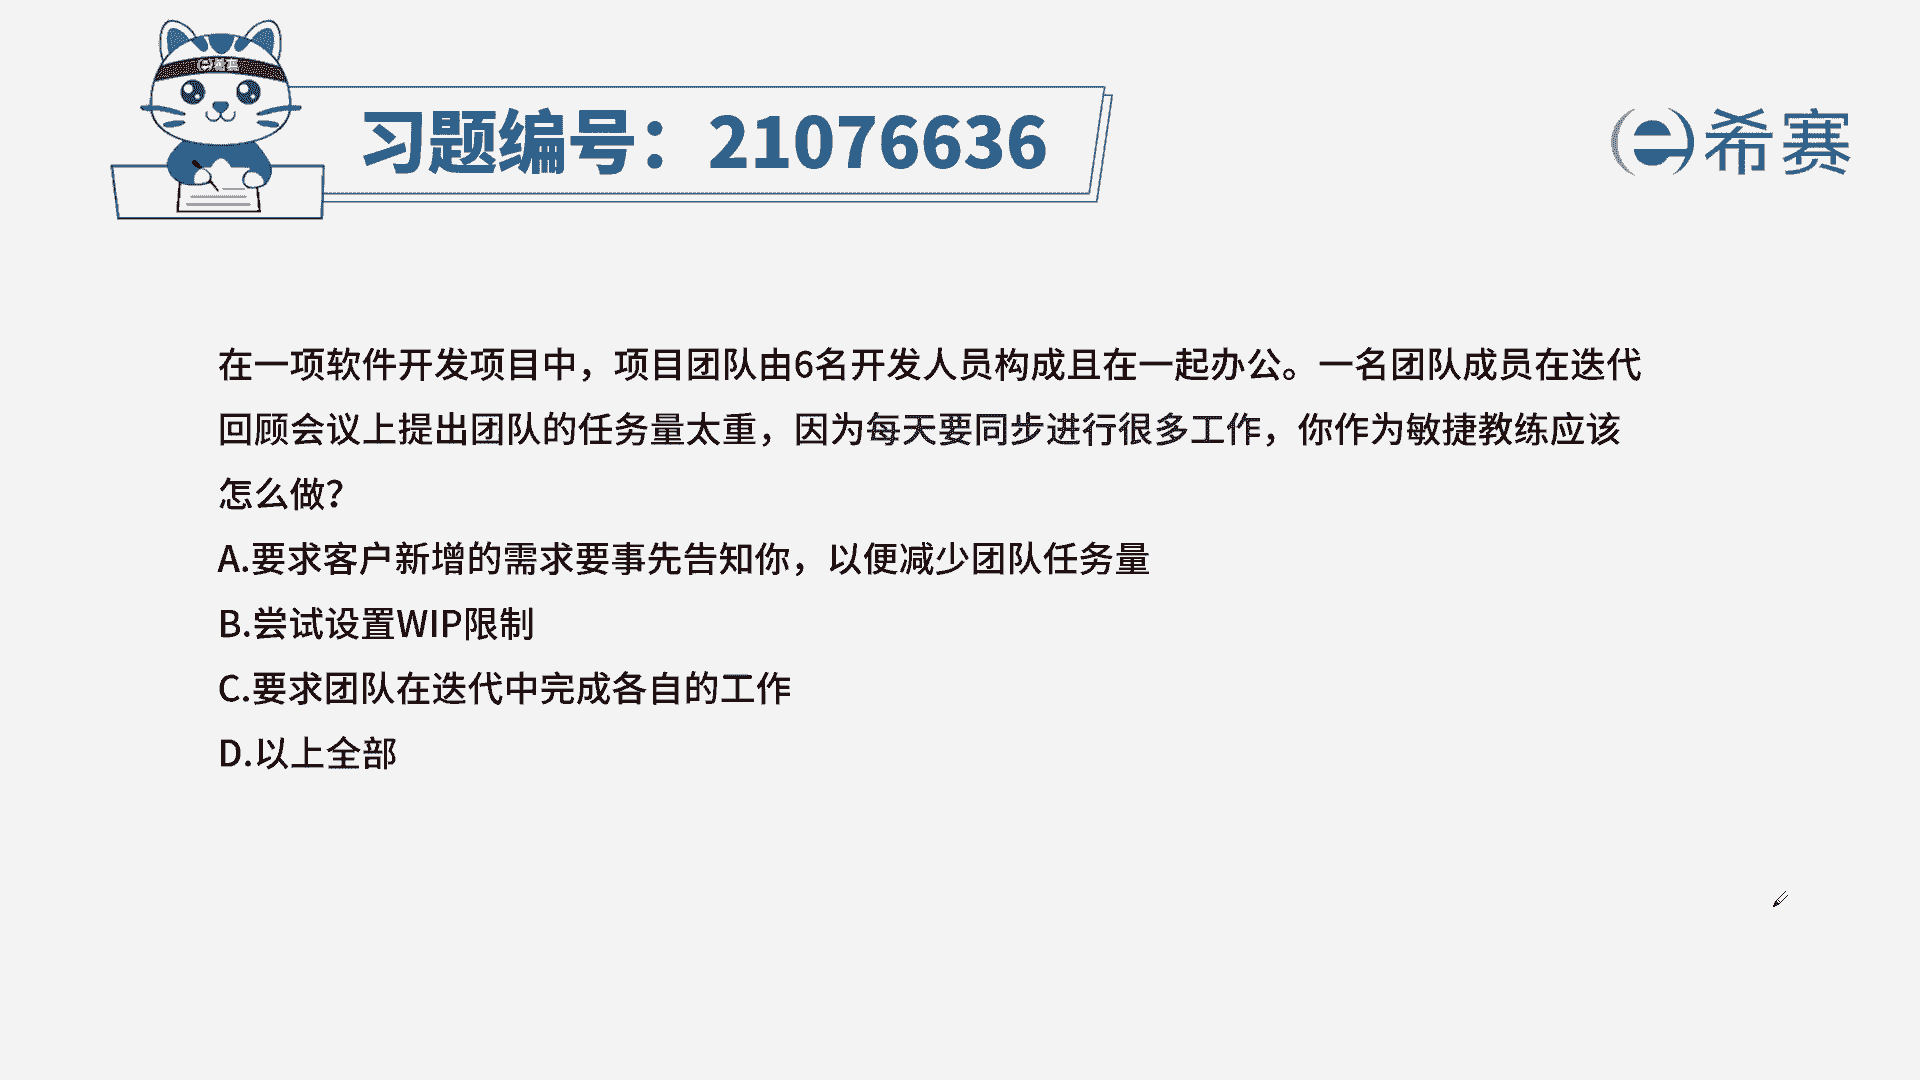 希赛
习题编号：21076636
希赛
在一项软件开发项目中，项目团队由6名开发人员构成且在一起办公。一名团队成员在迭代
回顾会议上提出团队的任务量太重，因为每天要同步进行很多工作，你作为敏捷教练应该
怎么做？
A.要求客户新增的需求要事先告知你，以便减少团队任务量
B.尝试设置WIP限制
C.要求团队在迭代中完成各自的工作
D.以上全部